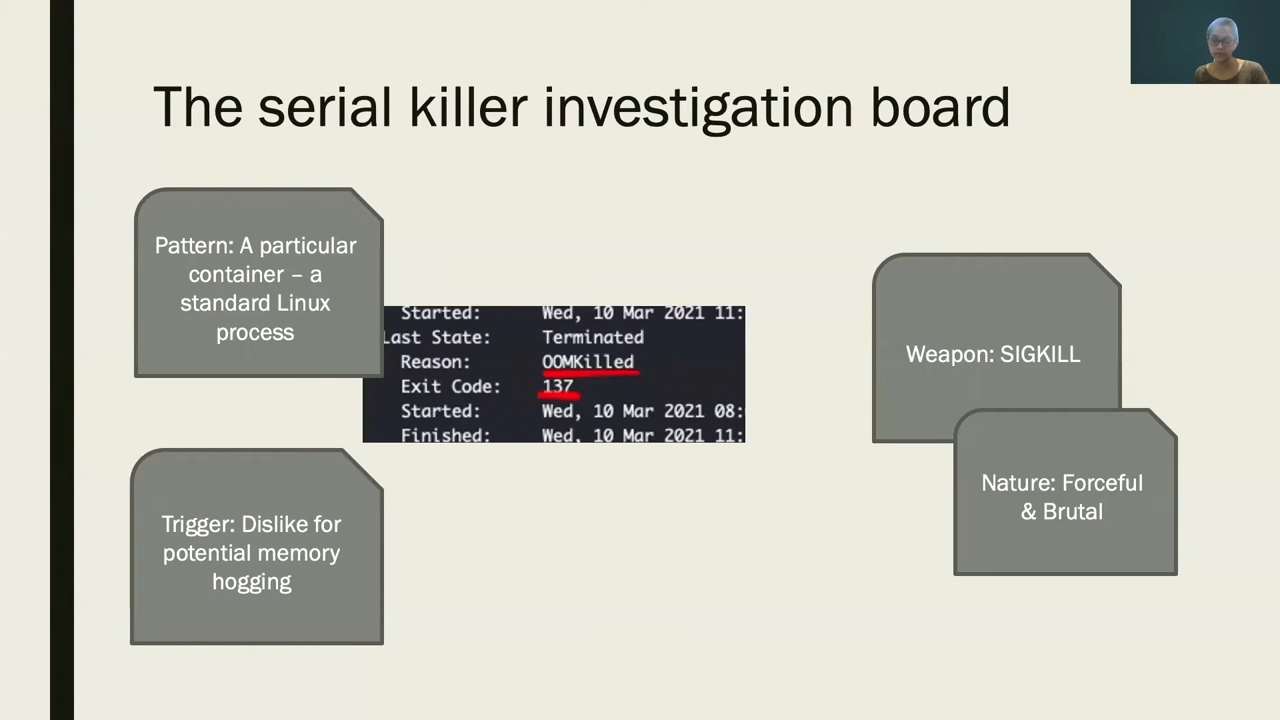 The serial killer investigation board
Pattern: A particular
container – a
standard Linux
process
Started: Wed, 10 Mar 2021 11:
Last State: Terminated
Reason: OOMKilled
Exit Code: 137
Started: Wed, 10 Mar 2021 08:
Finished: Wed, 10 Mar 2021 11:
Weapon: SIGKILL
Nature: Forceful
& Brutal
Trigger: Dislike for
potential memory
hogging